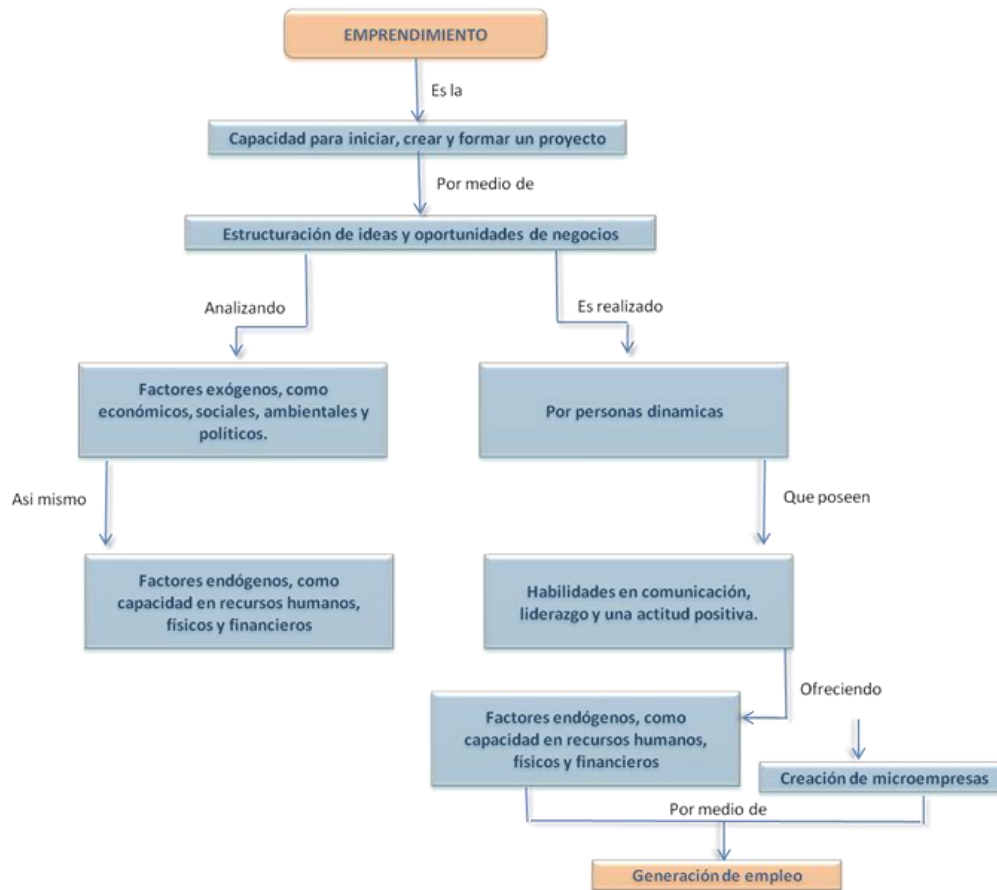 EMPRENDIMIENTO
Es la
Capacidad para iniciar, crear y formar un proyecto
Por medio de
Estructuración de ideas y oportunidades de negocios
Analizando
Es realizado
Factores exógenos, como
económicos, sociales, ambientales y
políticos.
Por personas dinamicas
Asi mismo
Que poseen
Factores endógenos, como
capacidad en recursos humanos,
físicos y financieros
Habilidades en comunicación,
liderazgo y una actitud positiva.
Ofreciendo
Factores endógenos, como
capacidad en recursos humanos,
físicos y financieros
Creación de microempresas
Por medio de
Generación de empleo